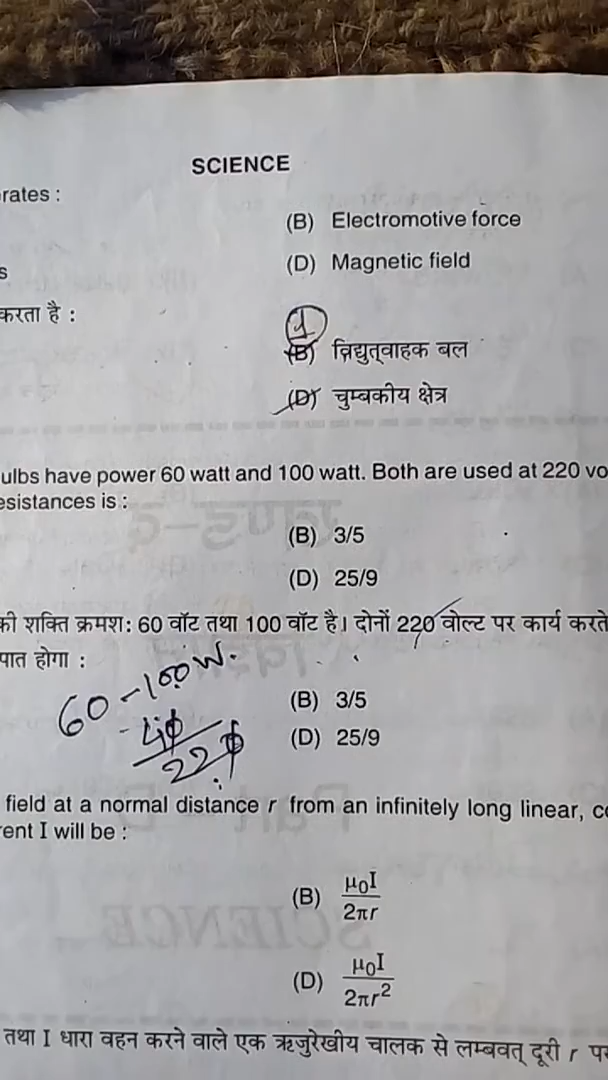 SCIENCE
rates :
(B) Electromotive force
s
(D) Magnetic field
करता है :
(B) विद्युत्वाहक बल
(D) चुम्बकीय क्षेत्र
ulbs have power 60 watt and 100 watt. Both are used at 220 vo
esistances is :
(B) 3/5
(D) 25/9
की शक्ति क्रमश: 60 वॉट तथा 100 वॉट है। दोनों 220 वोल्ट पर कार्य करते
पात होगा :
60 - 100 W.
(B) 3/5
(D) 25/9
field at a normal distance r from an infinitely long linear, co
ent I will be :
(B) μ₀I / 2πr
(D) μ₀I / 2πr²
तथा I धारा वहन करने वाले एक ऋजुरेखीय चालक से लम्बवत् दूरी r प